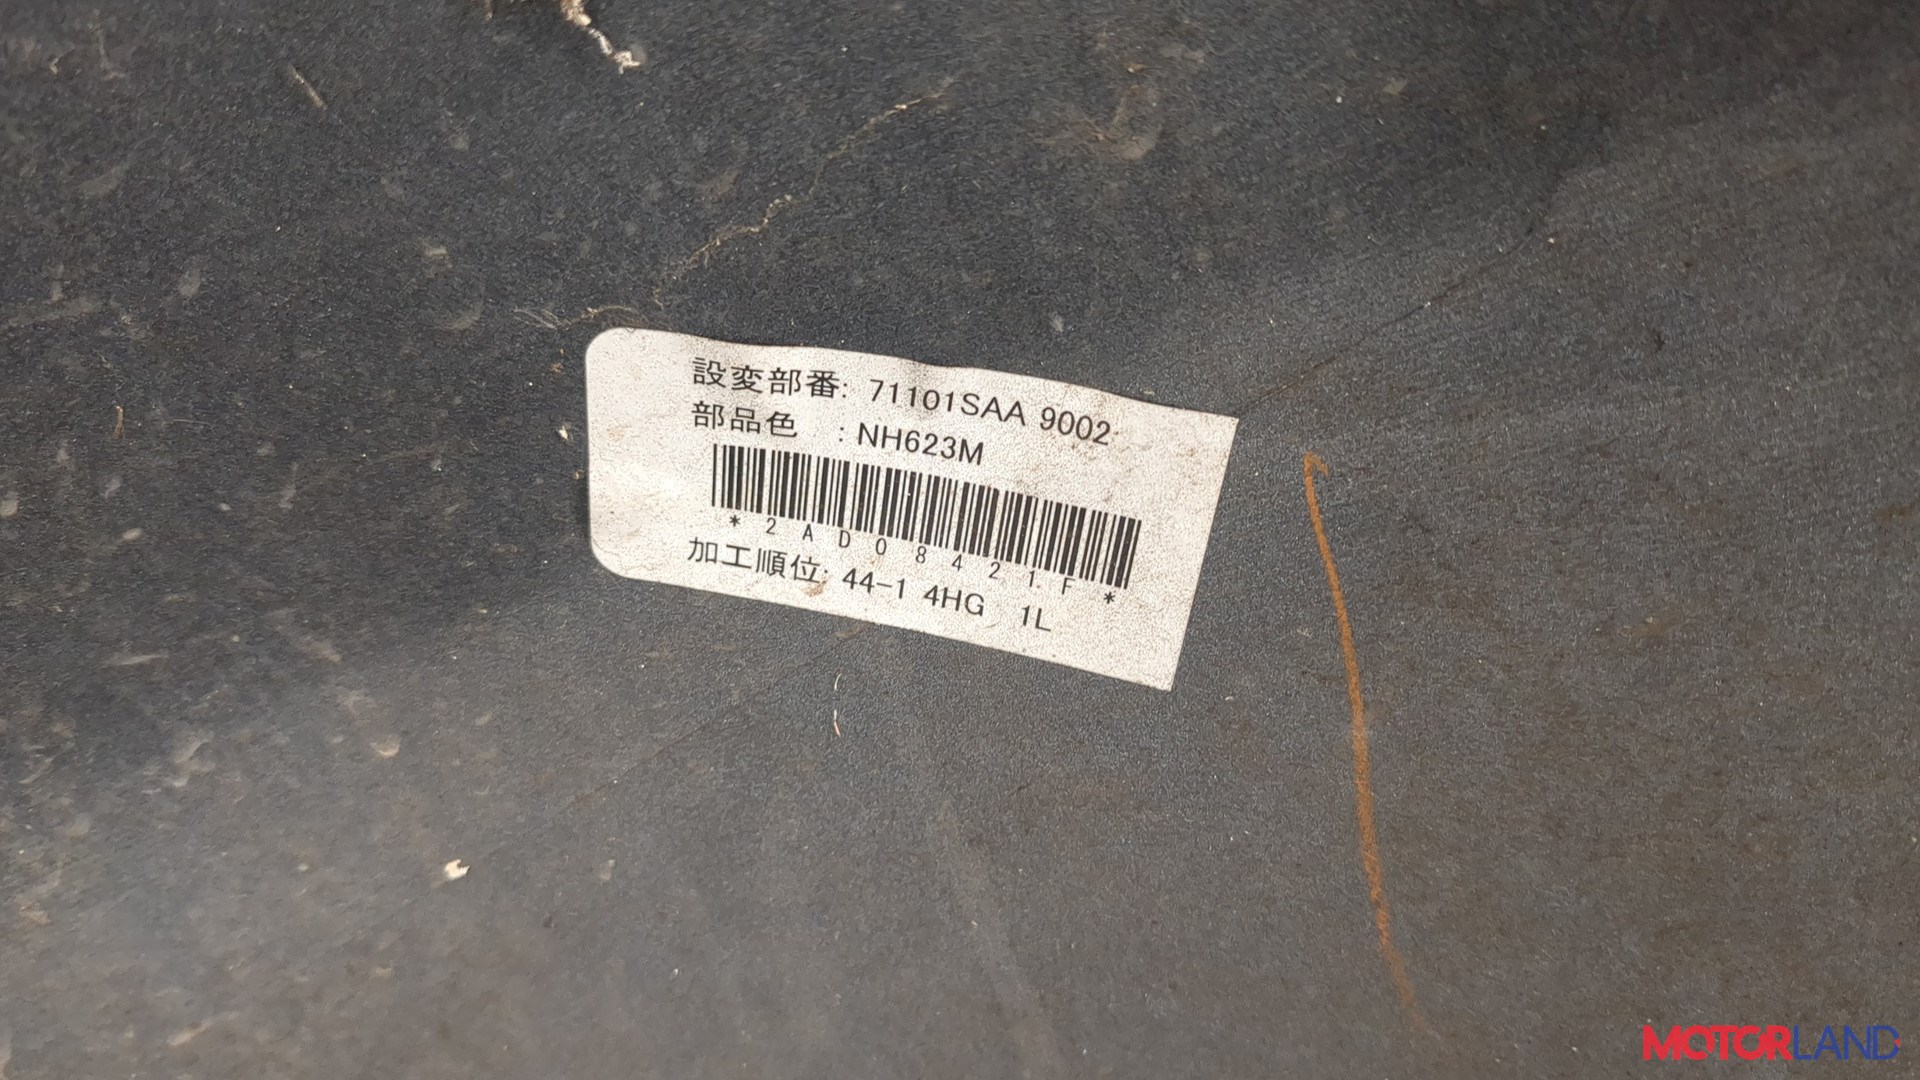 設変部番: 71101SAA 9002
部品色 : NH623M
*2AD08421F*
加工順位: 44-1 4HG 1L
MOTORLAND